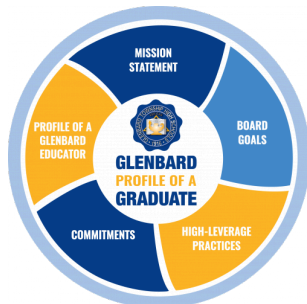 MISSION
STATEMENT
BOARD
GOALS
HIGH-LEVERAGE
PRACTICES
COMMITMENTS
PROFILE OF A
GLENBARD
EDUCATOR
GLENBARD
PROFILE OF A
GRADUATE